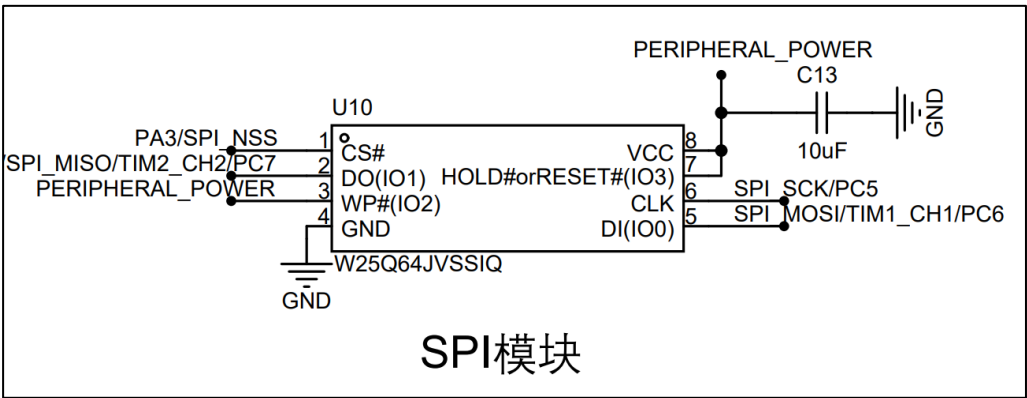 PERIPHERAL_POWER
C13
10uF
GND
U10
PA3/SPI_NSS
/SPI_MISO/TIM2_CH2/PC7
PERIPHERAL_POWER
1
2
3
4
CS#
DO(IO1)
WP#(IO2)
GND
VCC
HOLD#orRESET#(IO3)
CLK
DI(IO0)
8
7
6
5
SPI_SCK/PC5
SPI_MOSI/TIM1_CH1/PC6
W25Q64JVSSIQ
GND
SPI模块